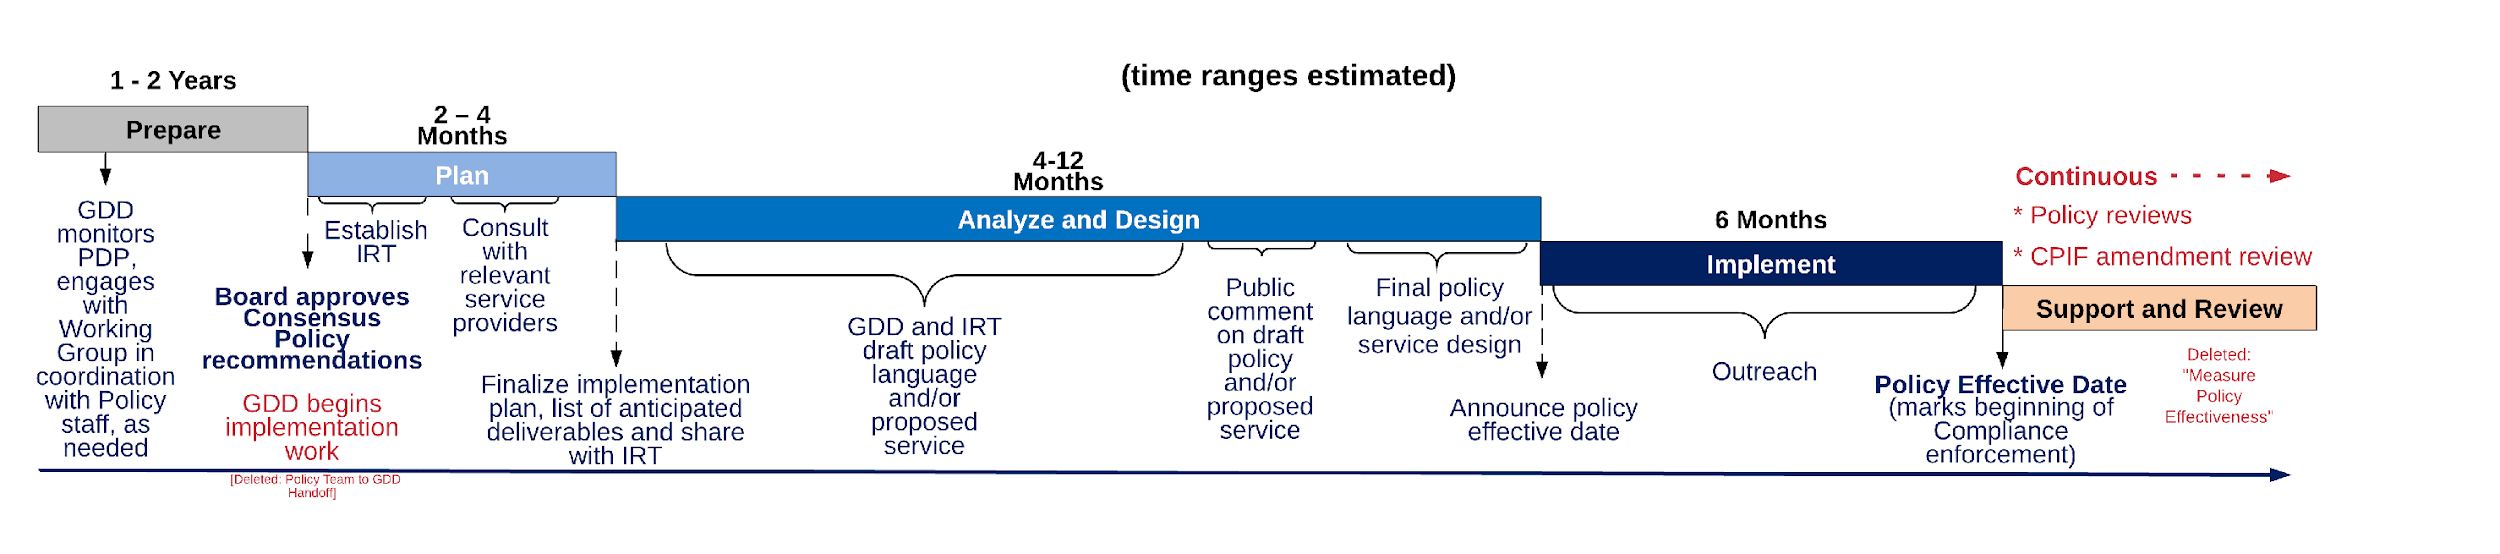 (time ranges estimated)
1 - 2 Years
Prepare
GDD
monitors
PDP,
engages
with
Working
Group in
coordination
with Policy
staff, as
needed
Board approves
Consensus
Policy
recommendations
GDD begins
implementation
work
[Deleted: Policy Team to GDD
Handoff]
2 – 4
Months
Plan
Establish
IRT
Consult
with
relevant
service
providers
Finalize implementation
plan, list of anticipated
deliverables and share
with IRT
4-12
Months
Analyze and Design
GDD and IRT
draft policy
language
and/or
proposed
service
Public
comment
on draft
policy
and/or
proposed
service
Final policy
language and/or
service design
Announce policy
effective date
6 Months
Implement
Outreach
Policy Effective Date
(marks beginning of
Compliance
enforcement)
Continuous
* Policy reviews
* CPIF amendment review
Support and Review
Deleted:
"Measure
Policy
Effectiveness"